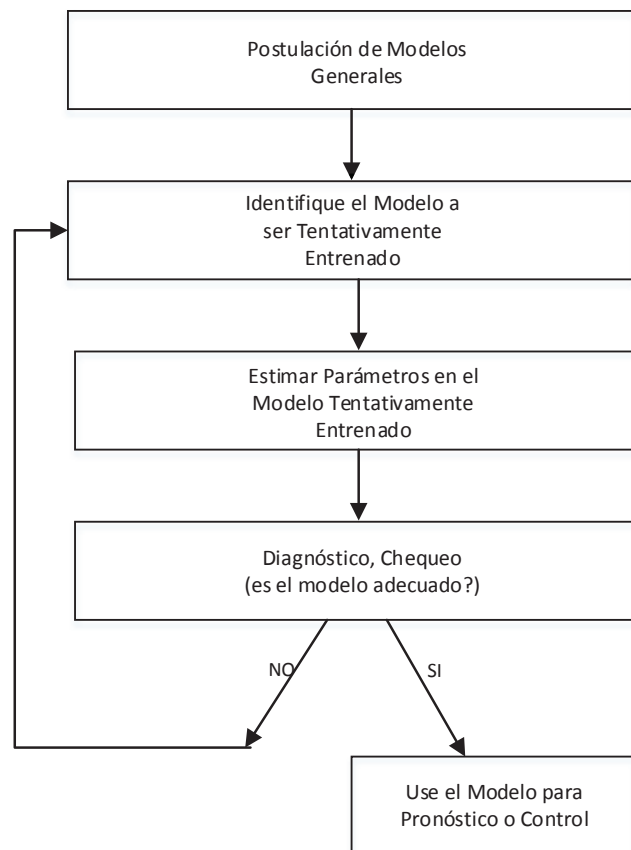 Postulación de Modelos
Generales
Identifique el Modelo a
ser Tentativamente
Entrenado
Estimar Parámetros en el
Modelo Tentativamente
Entrenado
Diagnóstico, Chequeo
(es el modelo adecuado?)
NO
SI
Use el Modelo para
Pronóstico o Control